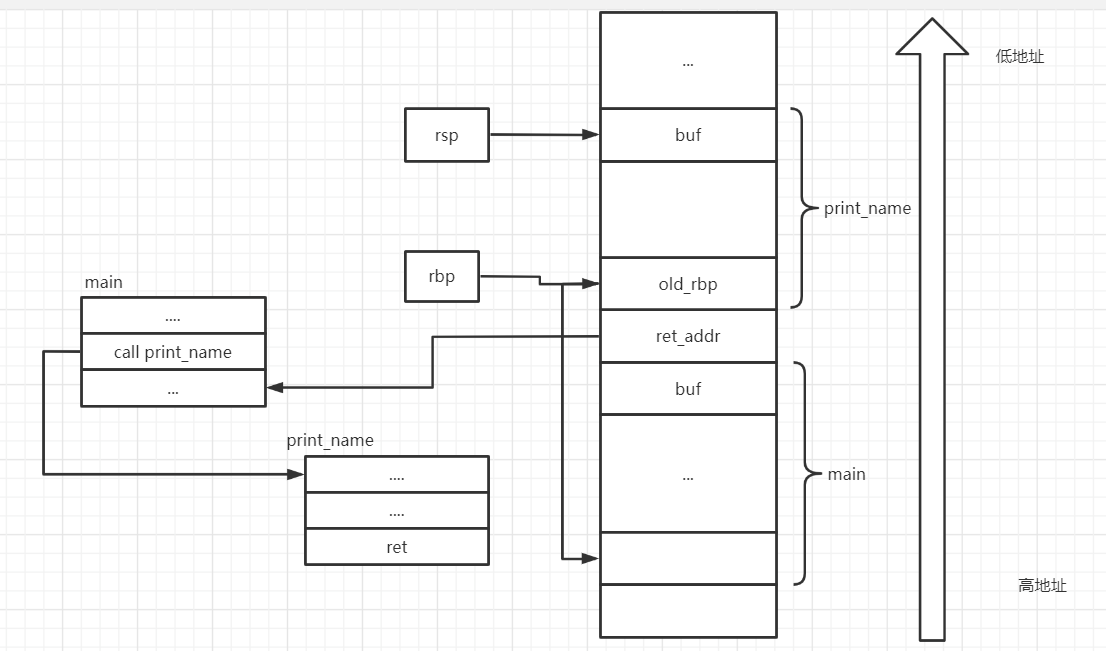 ...
低地址
rsp
buf
print_name
rbp
old_rbp
main
....
ret_addr
call print_name
...
buf
print_name
....
...
main
....
ret
高地址